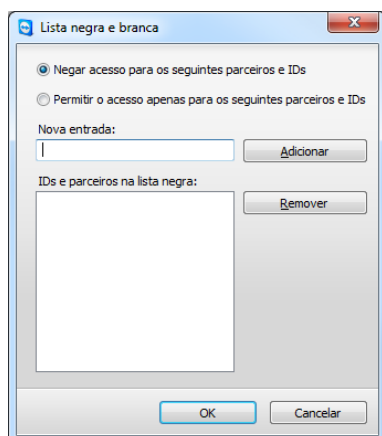 Lista negra e branca
Negar acesso para os seguintes parceiros e IDs
Permitir o acesso apenas para os seguintes parceiros e IDs
Nova entrada:
Adicionar
IDs e parceiros na lista negra:
Remover
OK
Cancelar